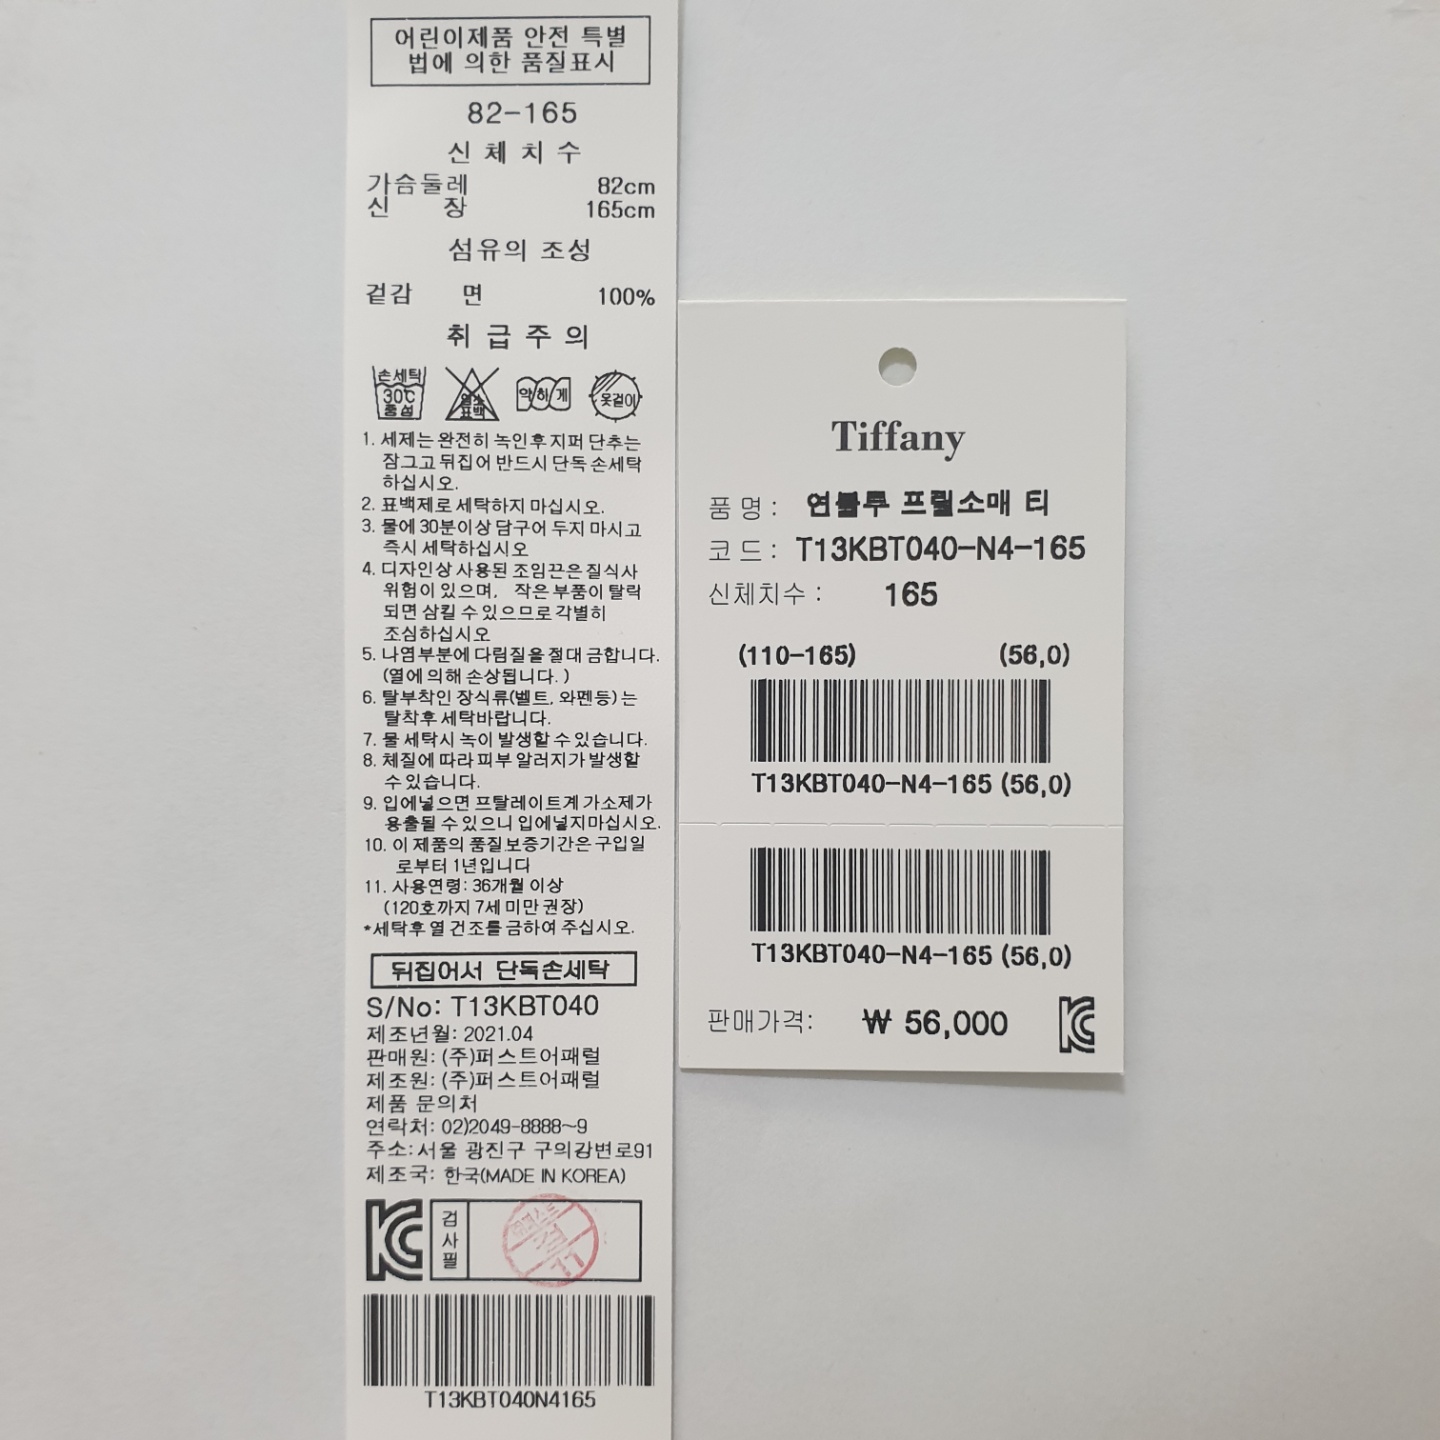 어린이제품 안전 특별
법에 의한 품질표시
82-165
신 체 치 수
가슴둘레 82cm
신 장 165cm
섬유의 조성
겉감 면 100%
취 급 주 의
손세탁
30℃
중성
염소
표백
약하게
옷걸이
1. 세제는 완전히 녹인후 지퍼 단추는
잠그고 뒤집어 반드시 단독 손세탁
하십시오.
2. 표백제로 세탁하지 마십시오.
3. 물에 30분이상 담구어 두지 마시고
즉시 세탁하십시오
4. 디자인상 사용된 조임끈은 질식사
위험이 있으며, 작은 부품이 탈락
되면 삼킬 수 있으므로 각별히
조심하십시오
5. 나염부분에 다림질을 절대 금합니다.
(열에 의해 손상됩니다. )
6. 탈부착인 장식류(벨트, 와펜등) 는
탈착후 세탁바랍니다.
7. 물 세탁시 녹이 발생할 수 있습니다.
8. 체질에 따라 피부 알러지가 발생할
수 있습니다.
9. 입에넣으면 프탈레이트계 가소제가
용출될 수 있으니 입에넣지마십시오.
10. 이 제품의 품질보증기간은 구입일
로부터 1년입니다
11. 사용연령: 36개월 이상
(120호까지 7세 미만 권장)
*세탁후 열 건조를 금하여 주십시오.
뒤집어서 단독손세탁
S/No: T13KBT040
제조년월: 2021.04
판매원: (주)퍼스트어패럴
제조원: (주)퍼스트어패럴
제품 문의처
연락처: 02)2049-8888~9
주소: 서울 광진구 구의강변로91
제조국: 한국(MADE IN KOREA)
KC 검사필
T13KBT040N4165
Tiffany
품 명 : 연블루 프릴소매 티
코 드 : T13KBT040-N4-165
신체치수 : 165
(110-165) (56,0)
T13KBT040-N4-165 (56,0)
T13KBT040-N4-165 (56,0)
판매가격: ₩ 56,000 KC